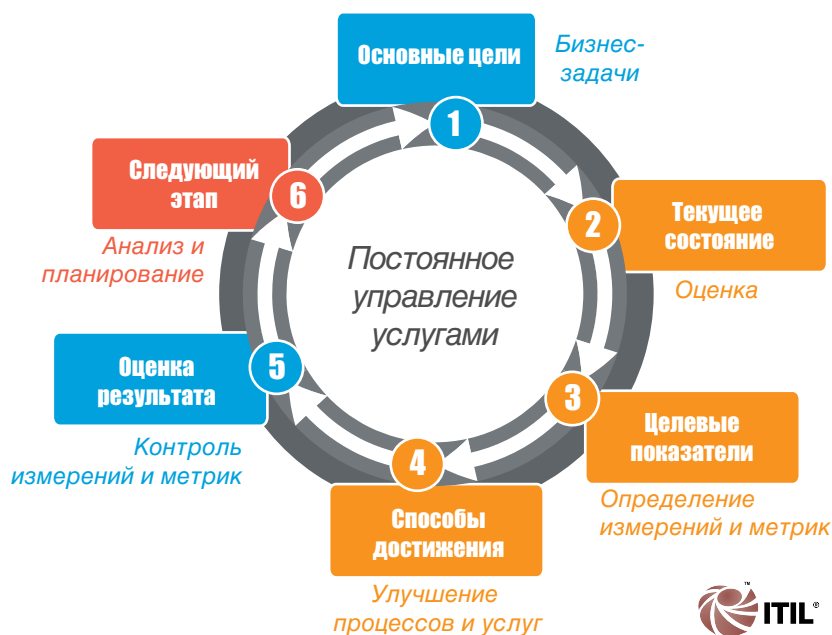 Основные цели
Бизнес-
задачи
1
2
Текущее
состояние
Оценка
3
Целевые
показатели
Определение
измерений и метрик
4
Способы
достижения
Улучшение
процессов и услуг
5
Оценка
результата
Контроль
измерений и метрик
6
Следующий
этап
Анализ и
планирование
Постоянное
управление
услугами
™
ITIL®